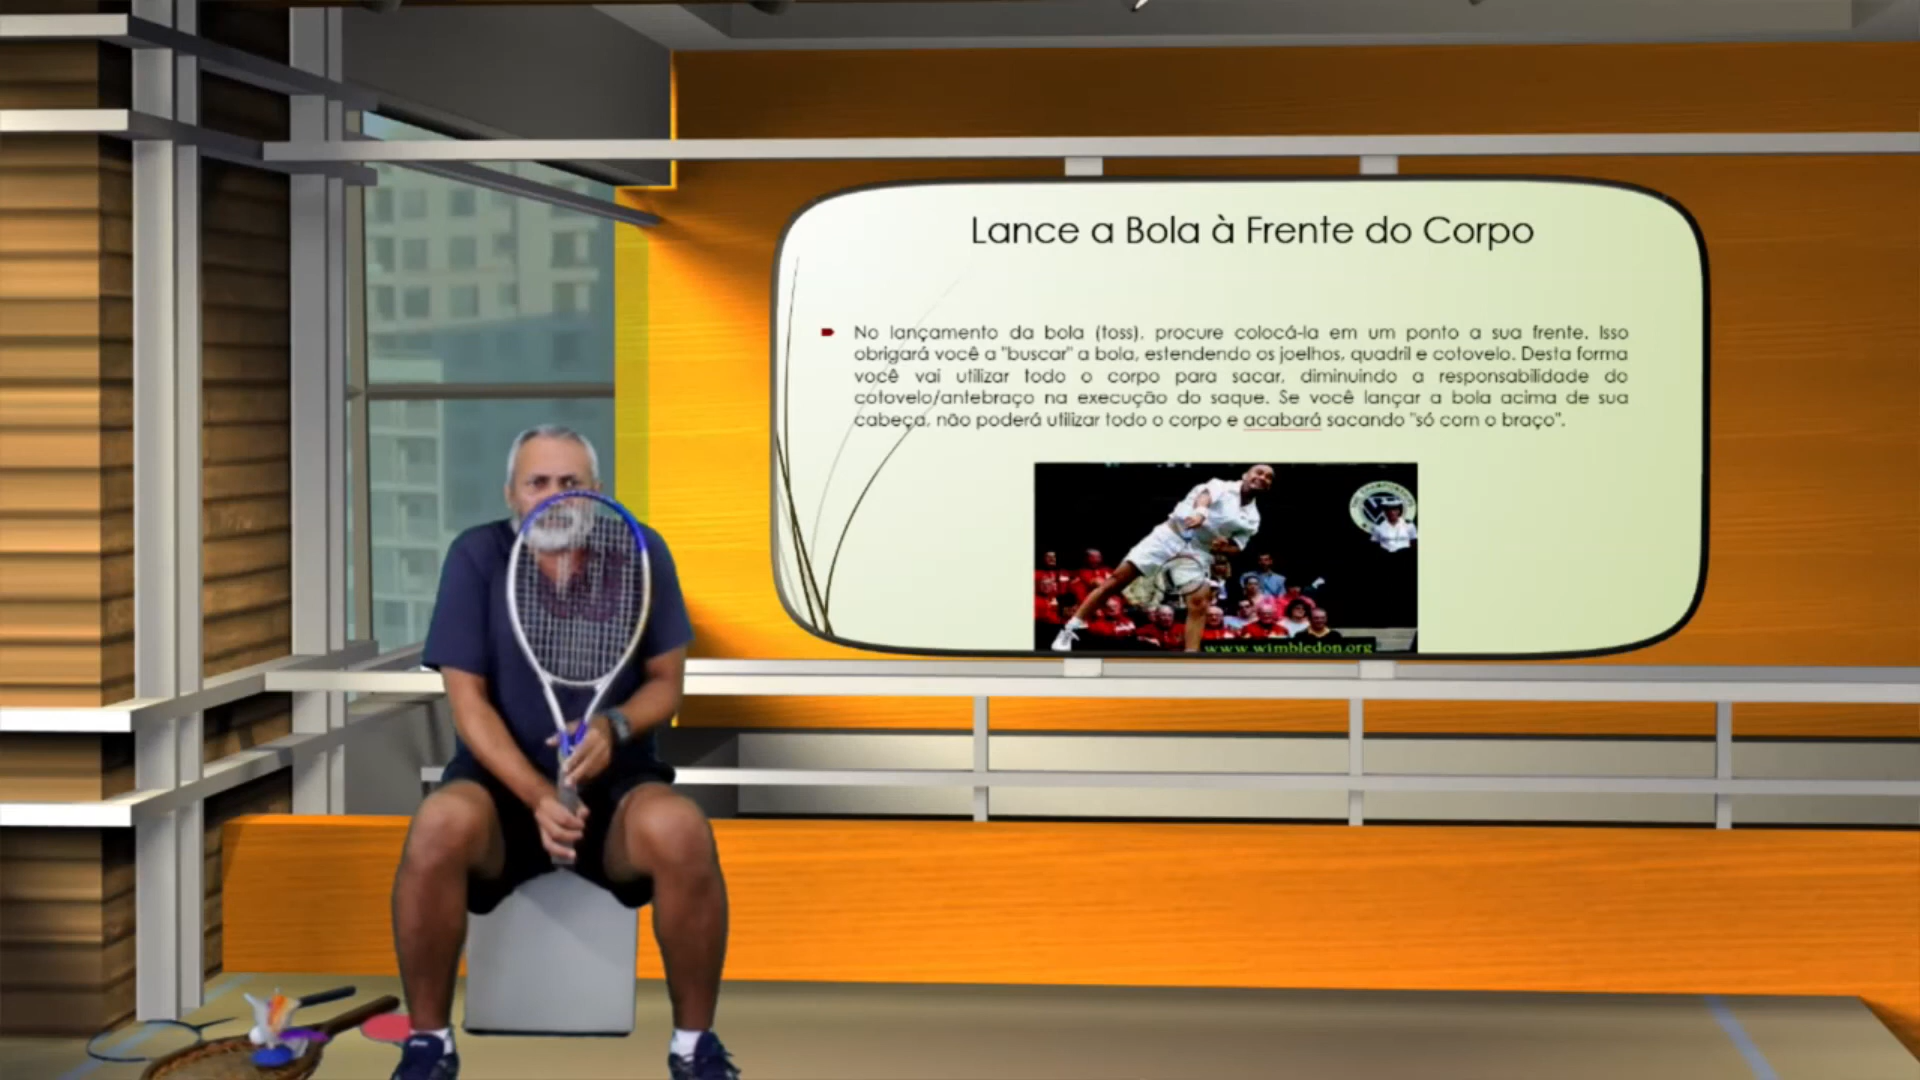 Lance a Bola à Frente do Corpo
No lançamento da bola (toss), procure colocá-la em um ponto a sua frente. Isso
obrigará você a "buscar" a bola, estendendo os joelhos, quadril e cotovelo. Desta forma
você vai utilizar todo o corpo para sacar, diminuindo a responsabilidade do
cotovelo/antebraço na execução do saque. Se você lançar a bola acima de sua
cabeça, não poderá utilizar todo o corpo e acabará sacando "só com o braço".
www.wimbledon.org